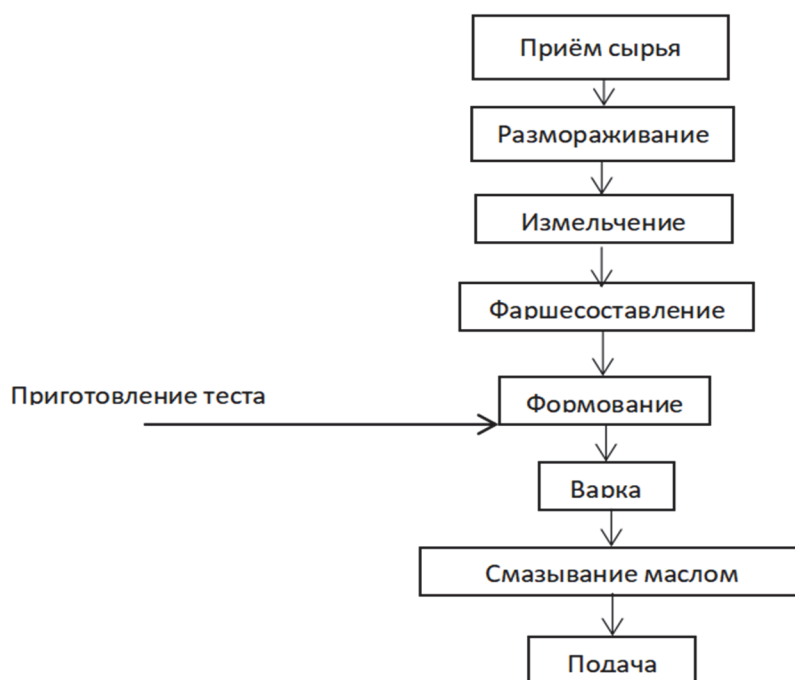 Приём сырья
Размораживание
Измельчение
Фаршесоставление
Приготовление теста
Формование
Варка
Смазывание маслом
Подача